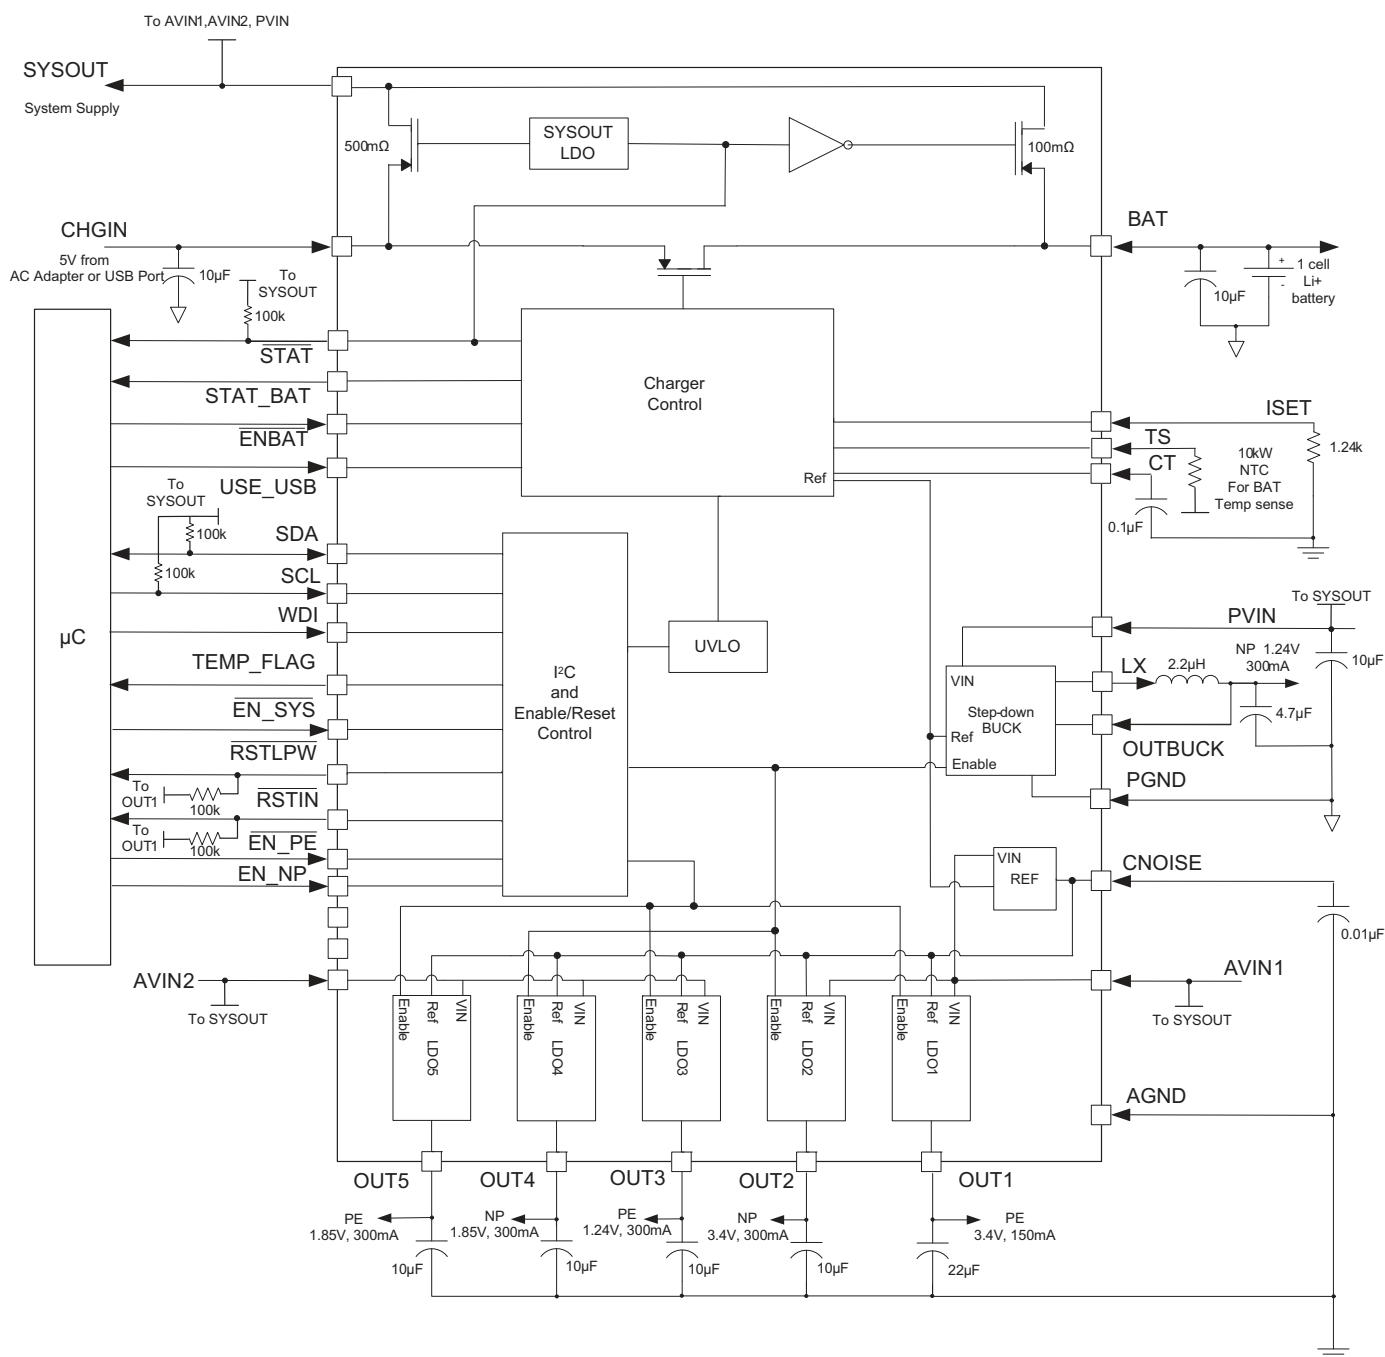 To AVIN1,AVIN2, PVIN
SYSOUT
System Supply
500mΩ
SYSOUT
LDO
100mΩ
CHGIN
5V from
AC Adapter or USB Port
10µF
To
SYSOUT
100k
BAT
10µF
+
-
1 cell
Li+
battery
STAT
STAT_BAT
ENBAT
USE_USB
Charger
Control
Ref
ISET
TS
CT
1.24k
10kW
NTC
For BAT
Temp sense
0.1µF
To
SYSOUT
100k
SDA
100k
SCL
WDI
µC
TEMP_FLAG
EN_SYS
RSTLPW
To
OUT1
100k
RSTIN
To
OUT1
100k
EN_PE
EN_NP
I²C
and
Enable/Reset
Control
UVLO
To SYSOUT
PVIN
10µF
LX
2.2µH
NP 1.24V
300mA
4.7µF
VIN
Step-down
BUCK
Ref
Enable
OUTBUCK
PGND
VIN
REF
CNOISE
0.01µF
AVIN2
To SYSOUT
AVIN1
To SYSOUT
Enable
Ref LDO5
VIN
Enable
Ref LDO4
VIN
Enable
Ref LDO3
VIN
Enable
Ref LDO2
VIN
Enable
Ref LDO1
VIN
AGND
OUT5
OUT4
OUT3
OUT2
OUT1
PE
1.85V, 300mA
NP
1.85V, 300mA
PE
1.24V, 300mA
NP
3.4V, 300mA
PE
3.4V, 150mA
10µF
10µF
10µF
10µF
22µF